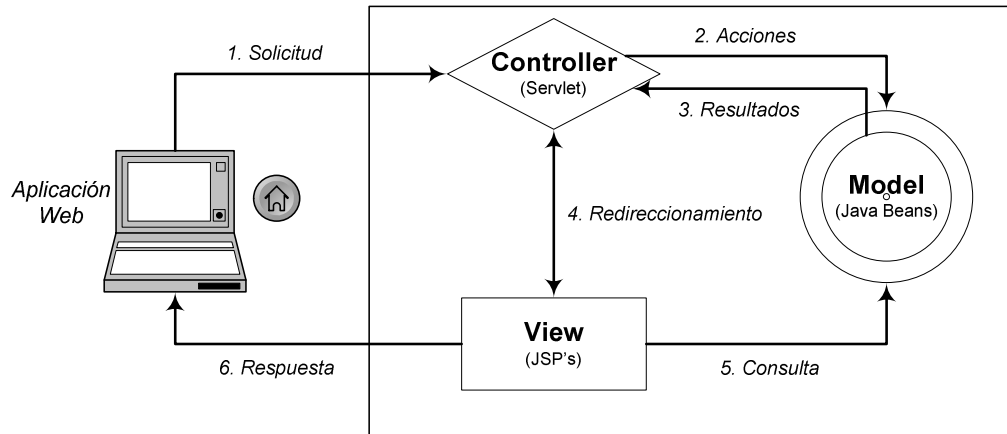 1. Solicitud
Controller
(Servlet)
2. Acciones
3. Resultados
Aplicación
Web
Model
(Java Beans)
4. Redireccionamiento
View
(JSP's)
6. Respuesta
5. Consulta